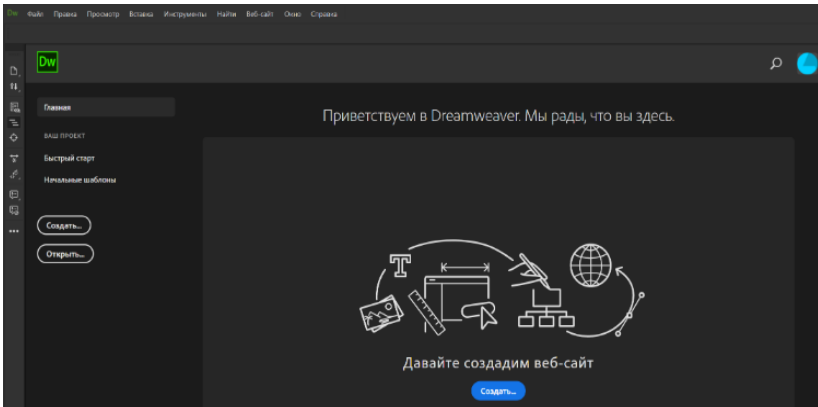 Dw Файл Правка Просмотр Вставка Инструменты Найти Веб-сайт Окно Справка
Dw
Главная
Приветствуем в Dreamweaver. Мы рады, что вы здесь.
ВАШ ПРОЕКТ
Быстрый старт
Начальные шаблоны
Создать...
Открыть...
T
Давайте создадим веб-сайт
Создать...